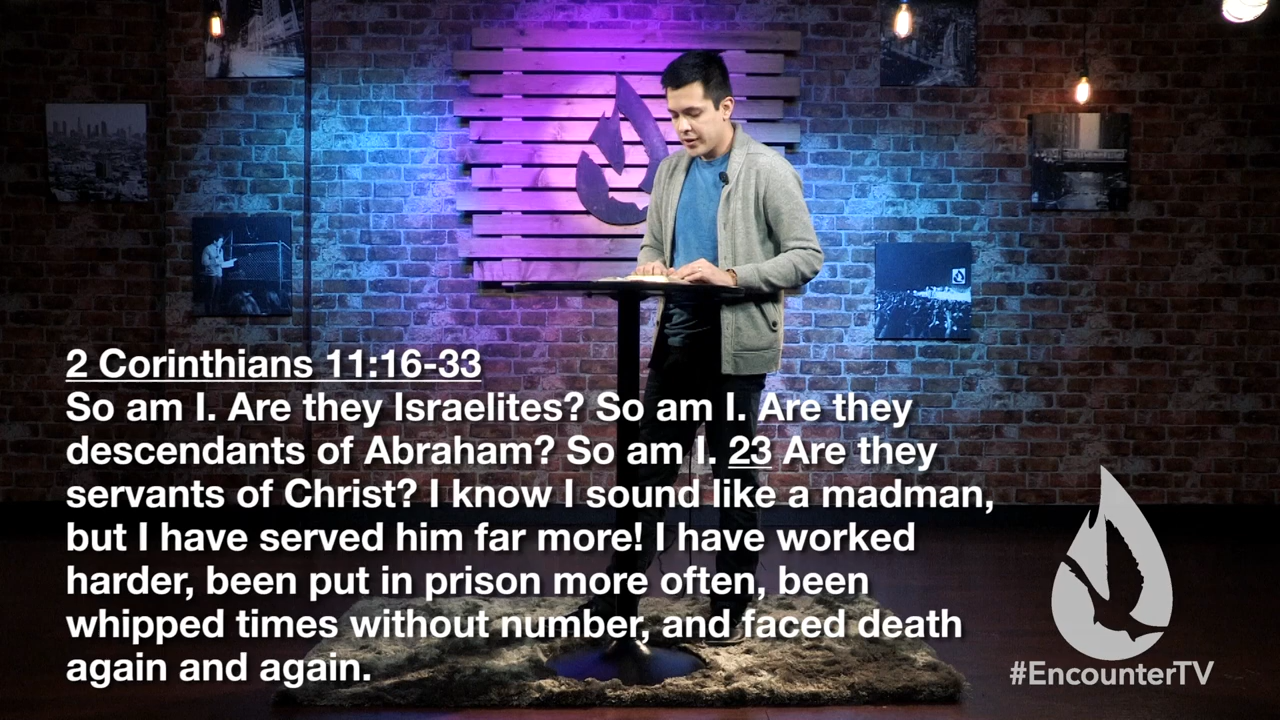 2 Corinthians 11:16-33
So am I. Are they Israelites? So am I. Are they
descendants of Abraham? So am I. 23 Are they
servants of Christ? I know I sound like a madman,
but I have served him far more! I have worked
harder, been put in prison more often, been
whipped times without number, and faced death
again and again.
#EncounterTV